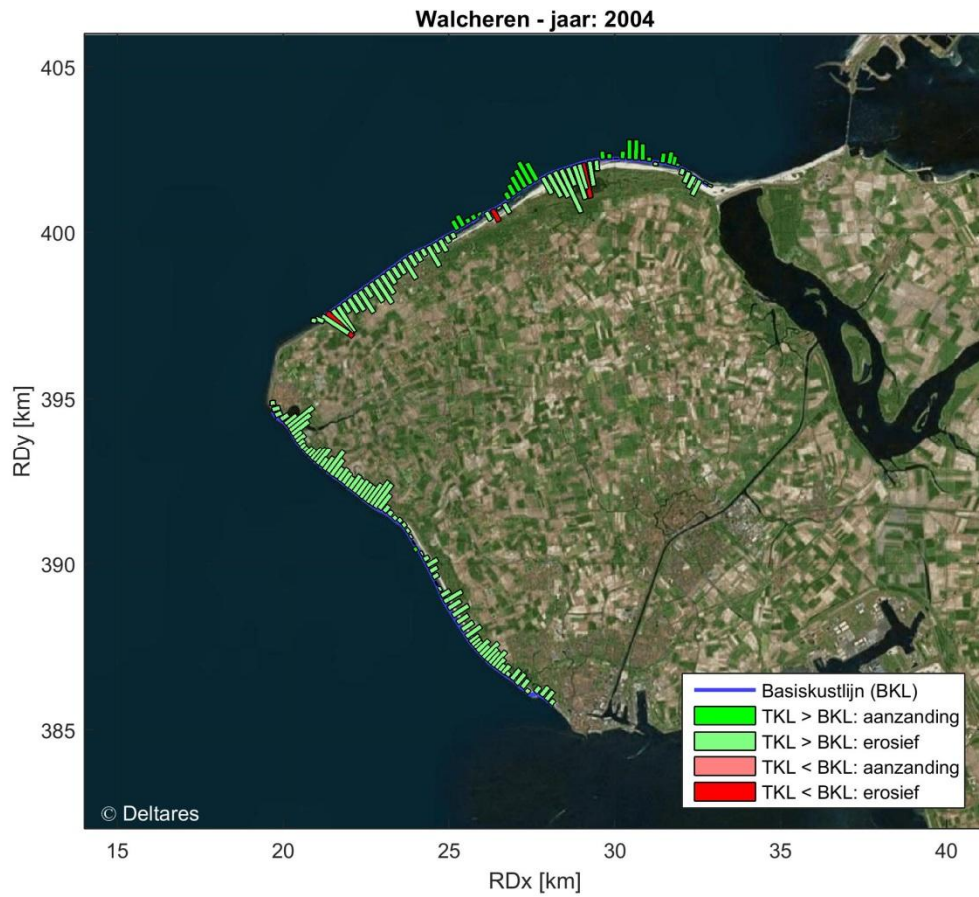 Walcheren - jaar: 2004
405
400
395
390
385
RDy [km]
15
20
25
30
35
40
RDx [km]
Basiskustlijn (BKL)
TKL > BKL: aanzanding
TKL > BKL: erosief
TKL < BKL: aanzanding
TKL < BKL: erosief
© Deltares